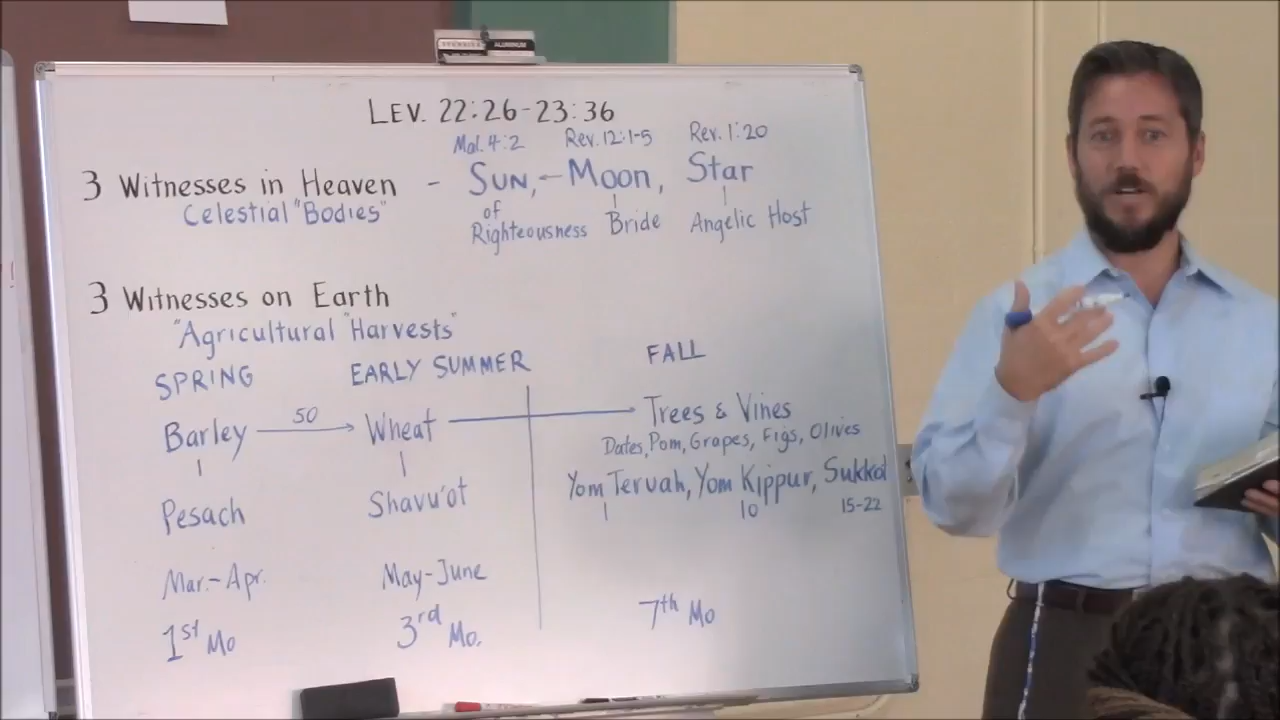 LEV. 22:26-23:36
Mal. 4:2 Rev. 12:1-5 Rev. 1:20
3 Witnesses in Heaven - Sun, ← Moon, Star
Celestial "Bodies" of
Righteousness Bride Angelic Host
3 Witnesses on Earth
"Agricultural "Harvests"
SPRING EARLY SUMMER FALL
Barley 50 Wheat Trees & Vines
Dates, Pom, Grapes, Figs, Olives
Pesach Shavu'ot Yom Teruah, Yom Kippur, Sukkot
1 10 15-22
Mar.-Apr. May-June
1st Mo 3rd Mo. 7th Mo
ALUMINUM